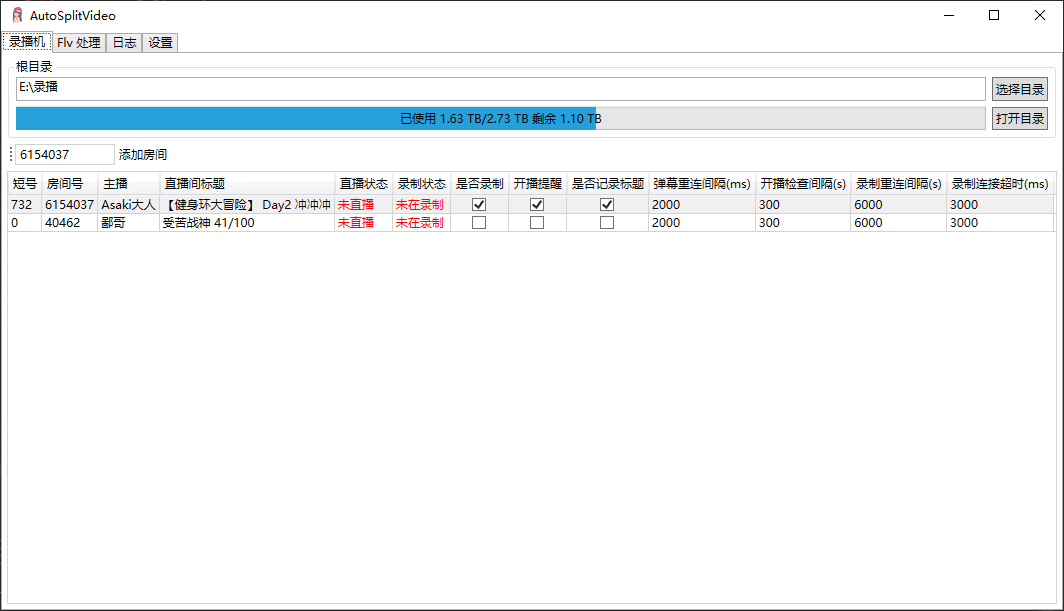 AutoSplitVideo
录播机 Flv 处理 日志 设置
根目录
E:\录播 选择目录
已使用 1.63 TB/2.73 TB 剩余 1.10 TB 打开目录
6154037 添加房间
短号 房间号 主播 直播间标题 直播状态 录制状态 是否录制 开播提醒 是否记录标题 弹幕重连间隔(ms) 开播检查间隔(s) 录制重连间隔(s) 录制连接超时(ms)
732 6154037 Asaki大人 【健身环大冒险】 Day2 冲冲冲 未直播 未在录制 2000 300 6000 3000
0 40462 鄙哥 受苦战神 41/100 未直播 未在录制 2000 300 6000 3000